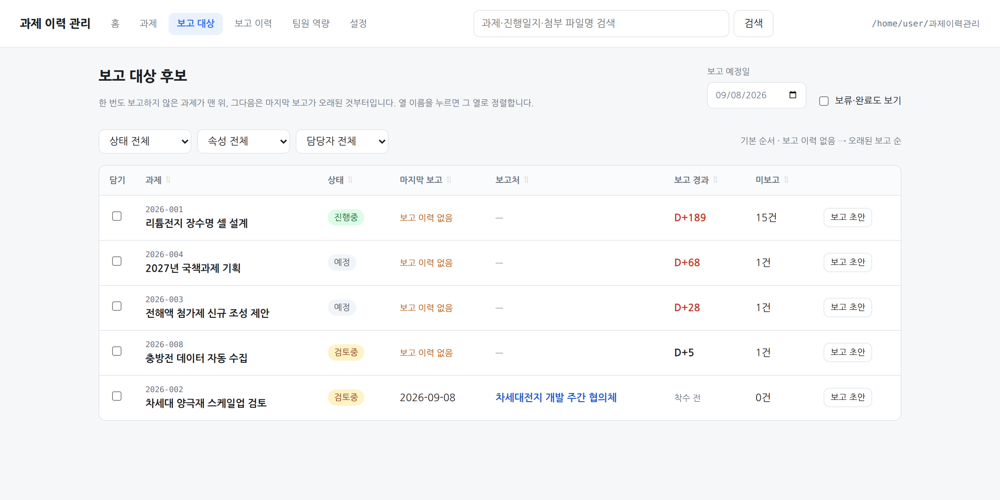 과제 이력 관리 홈 과제 보고 대상 보고 이력 팀원 역량 설정 과제·진행일지·첨부 파일명 검색 검색 /home/user/과제이력관리
보고 대상 후보
한 번도 보고하지 않은 과제가 맨 위, 그다음은 마지막 보고가 오래된 것부터입니다. 열 이름을 누르면 그 열로 정렬합니다.
보고 예정일
09/08/2026
보류·완료도 보기
상태 전체 속성 전체 담당자 전체 기본 순서 · 보고 이력 없음 → 오래된 보고 순
담기 과제 ⇅ 상태 ⇅ 마지막 보고 ⇅ 보고처 ⇅ 보고 경과 ⇅ 미보고 ⇅
2026-001
리튬전지 장수명 셀 설계 진행중 보고 이력 없음 — D+189 15건 보고 초안
2026-004
2027년 국책과제 기획 예정 보고 이력 없음 — D+68 1건 보고 초안
2026-003
전해액 첨가제 신규 조성 제안 예정 보고 이력 없음 — D+28 1건 보고 초안
2026-008
충방전 데이터 자동 수집 검토중 보고 이력 없음 — D+5 1건 보고 초안
2026-002
차세대 양극재 스케일업 검토 검토중 2026-09-08 차세대전지 개발 주간 협의체 착수 전 0건 보고 초안